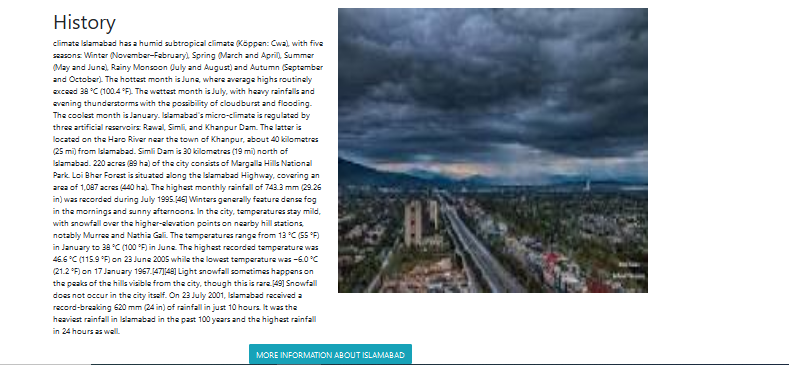 History
climate Islamabad has a humid subtropical climate (Köppen: Cwa), with five
seasons: Winter (November–February), Spring (March and April), Summer
(May and June), Rainy Monsoon (July and August) and Autumn (September
and October). The hottest month is June, where average highs routinely
exceed 38 °C (100.4 °F). The wettest month is July, with heavy rainfalls and
evening thunderstorms with the possibility of cloudburst and flooding.
The coolest month is January. Islamabad's micro-climate is regulated by
three artificial reservoirs: Rawal, Simli, and Khanpur Dam. The latter is
located on the Haro River near the town of Khanpur, about 40 kilometres
(25 mi) from Islamabad. Simli Dam is 30 kilometres (19 mi) north of
Islamabad. 220 acres (89 ha) of the city consists of Margalla Hills National
Park. Loi Bher Forest is situated along the Islamabad Highway, covering an
area of 1,087 acres (440 ha). The highest monthly rainfall of 743.3 mm (29.26
in) was recorded during July 1995.[46] Winters generally feature dense fog
in the mornings and sunny afternoons. In the city, temperatures stay mild,
with snowfall over the higher-elevation points on nearby hill stations,
notably Murree and Nathia Gali. The temperatures range from 13 °C (55 °F)
in January to 38 °C (100 °F) in June. The highest recorded temperature was
46.6 °C (115.9 °F) on 23 June 2005 while the lowest temperature was −6.0 °C
(21.2 °F) on 17 January 1967.[47][48] Light snowfall sometimes happens on
the peaks of the hills visible from the city, though this is rare.[49] Snowfall
does not occur in the city itself. On 23 July 2001, Islamabad received a
record-breaking 620 mm (24 in) of rainfall in just 10 hours. It was the
heaviest rainfall in Islamabad in the past 100 years and the highest rainfall
in 24 hours as well.
MORE INFORMATION ABOUT ISLAMABAD